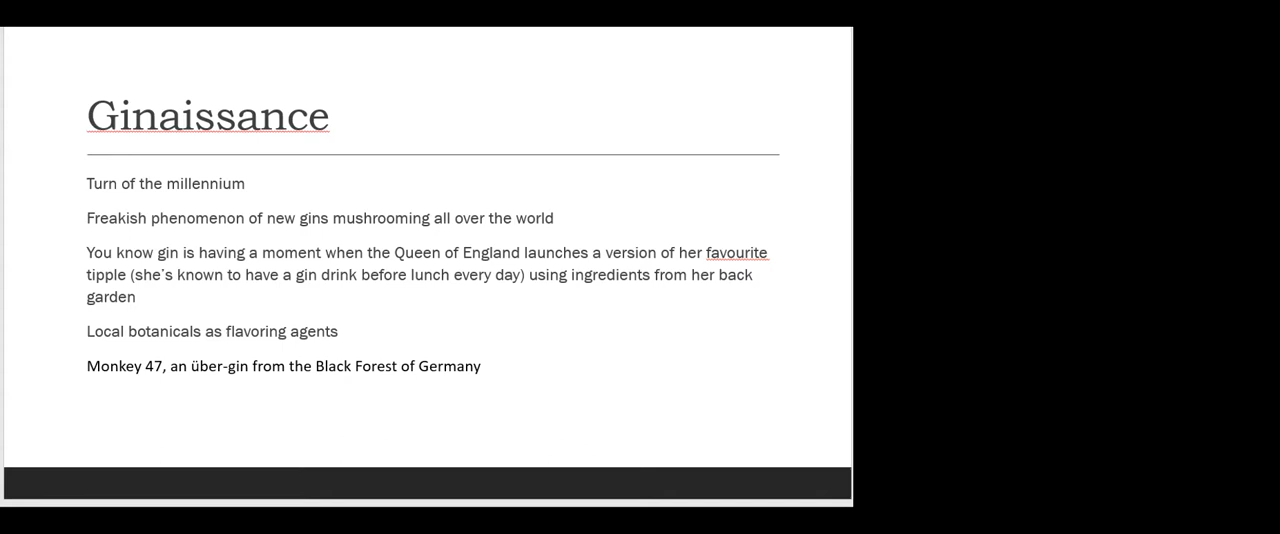 Ginaissance
Turn of the millennium
Freakish phenomenon of new gins mushrooming all over the world
You know gin is having a moment when the Queen of England launches a version of her favourite
tipple (she's known to have a gin drink before lunch every day) using ingredients from her back
garden
Local botanicals as flavoring agents
Monkey 47, an über-gin from the Black Forest of Germany